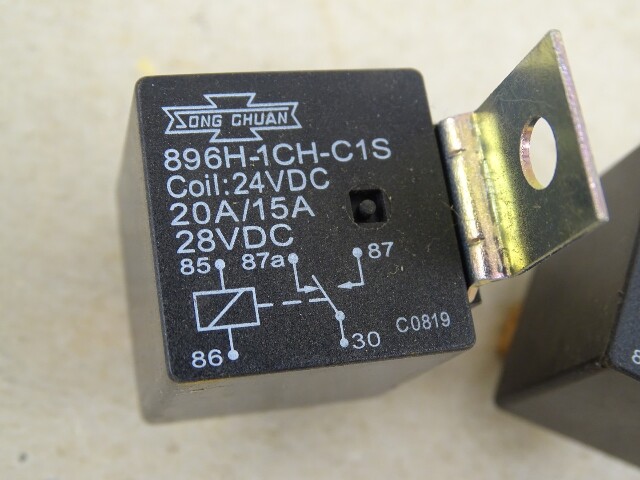 SONG CHUAN
896H-1CH-C1S
Coil:24VDC
20A/15A
28VDC
85 87a 87
86 30 C0819